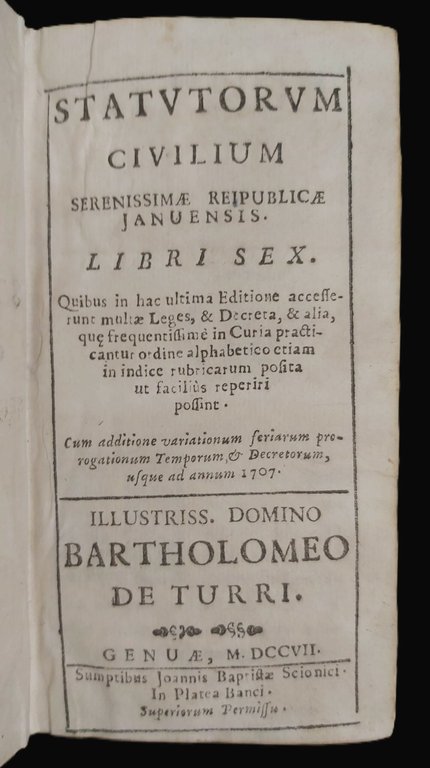 STATVTORVM
CIVILIUM
SERENISSIMÆ REIPUBLICÆ
JANUENSIS.
LIBRI SEX.
Quibus in hac ultima Editione accesse-
runt multæ Leges, & Decreta, & alia,
quę frequentissimè in Curia practi-
cantur ordine alphabetico etiam
in indice rubricarum posita
ut faciliùs reperiri
possint.
Cum additione variationum feriarum pro-
rogationum Temporum, & Decretorum,
usque ad annum 1707.
ILLUSTRISS. DOMINO
BARTHOLOMEO
DE TURRI.
GENUÆ, M. DCCVII.
Sumptibus Joannis Baptistæ Scionici.
In Platea Banci.
Superiorum Permissu.